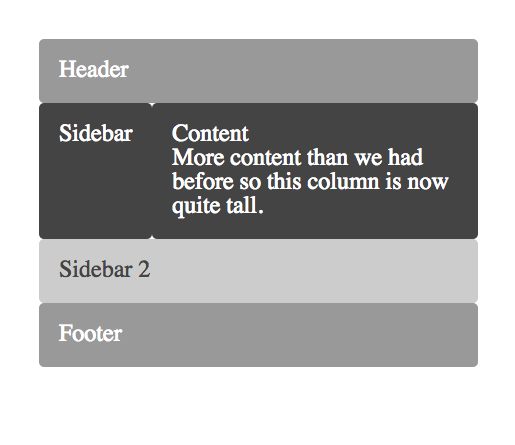 Header
Sidebar
Content
More content than we had
before so this column is now
quite tall.
Sidebar 2
Footer